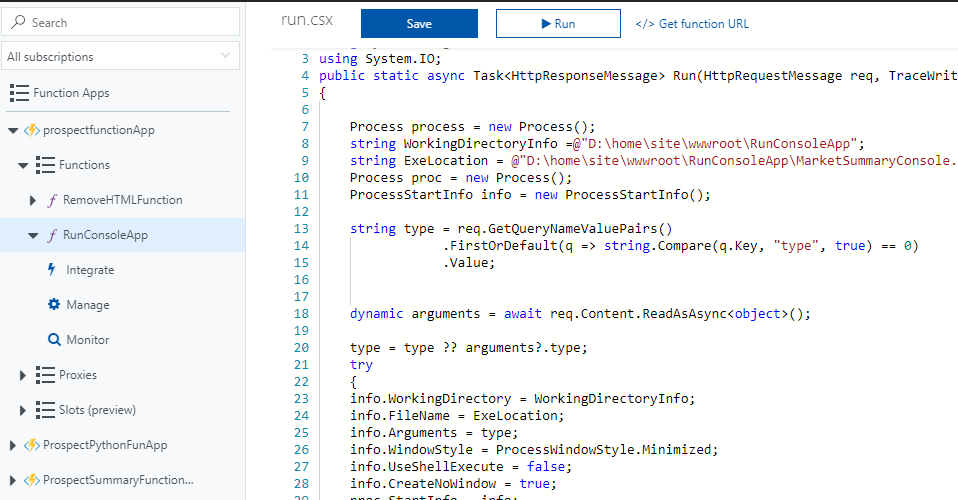 Search
All subscriptions
Function Apps
prospectfunctionApp
Functions
RemoveHTMLFunction
RunConsoleApp
Integrate
Manage
Monitor
Proxies
Slots (preview)
ProspectPythonFunApp
ProspectSummaryFunction...
run.csx
Save
Run
</> Get function URL
3 using System.IO;
4 public static async Task<HttpResponseMessage> Run(HttpRequestMessage req, TraceWrit
5 {
6
7 Process process = new Process();
8 string WorkingDirectoryInfo =@"D:\home\site\wwwroot\RunConsoleApp";
9 string ExeLocation = @"D:\home\site\wwwroot\RunConsoleApp\MarketSummaryConsole.
10 Process proc = new Process();
11 ProcessStartInfo info = new ProcessStartInfo();
12
13 string type = req.GetQueryNameValuePairs()
14 .FirstOrDefault(q => string.Compare(q.Key, "type", true) == 0)
15 .Value;
16
17
18 dynamic arguments = await req.Content.ReadAsAsync<object>();
19
20 type = type ?? arguments?.type;
21 try
22 {
23 info.WorkingDirectory = WorkingDirectoryInfo;
24 info.FileName = ExeLocation;
25 info.Arguments = type;
26 info.WindowStyle = ProcessWindowStyle.Minimized;
27 info.UseShellExecute = false;
28 info.CreateNoWindow = true;
29 proc.StartInfo = info;